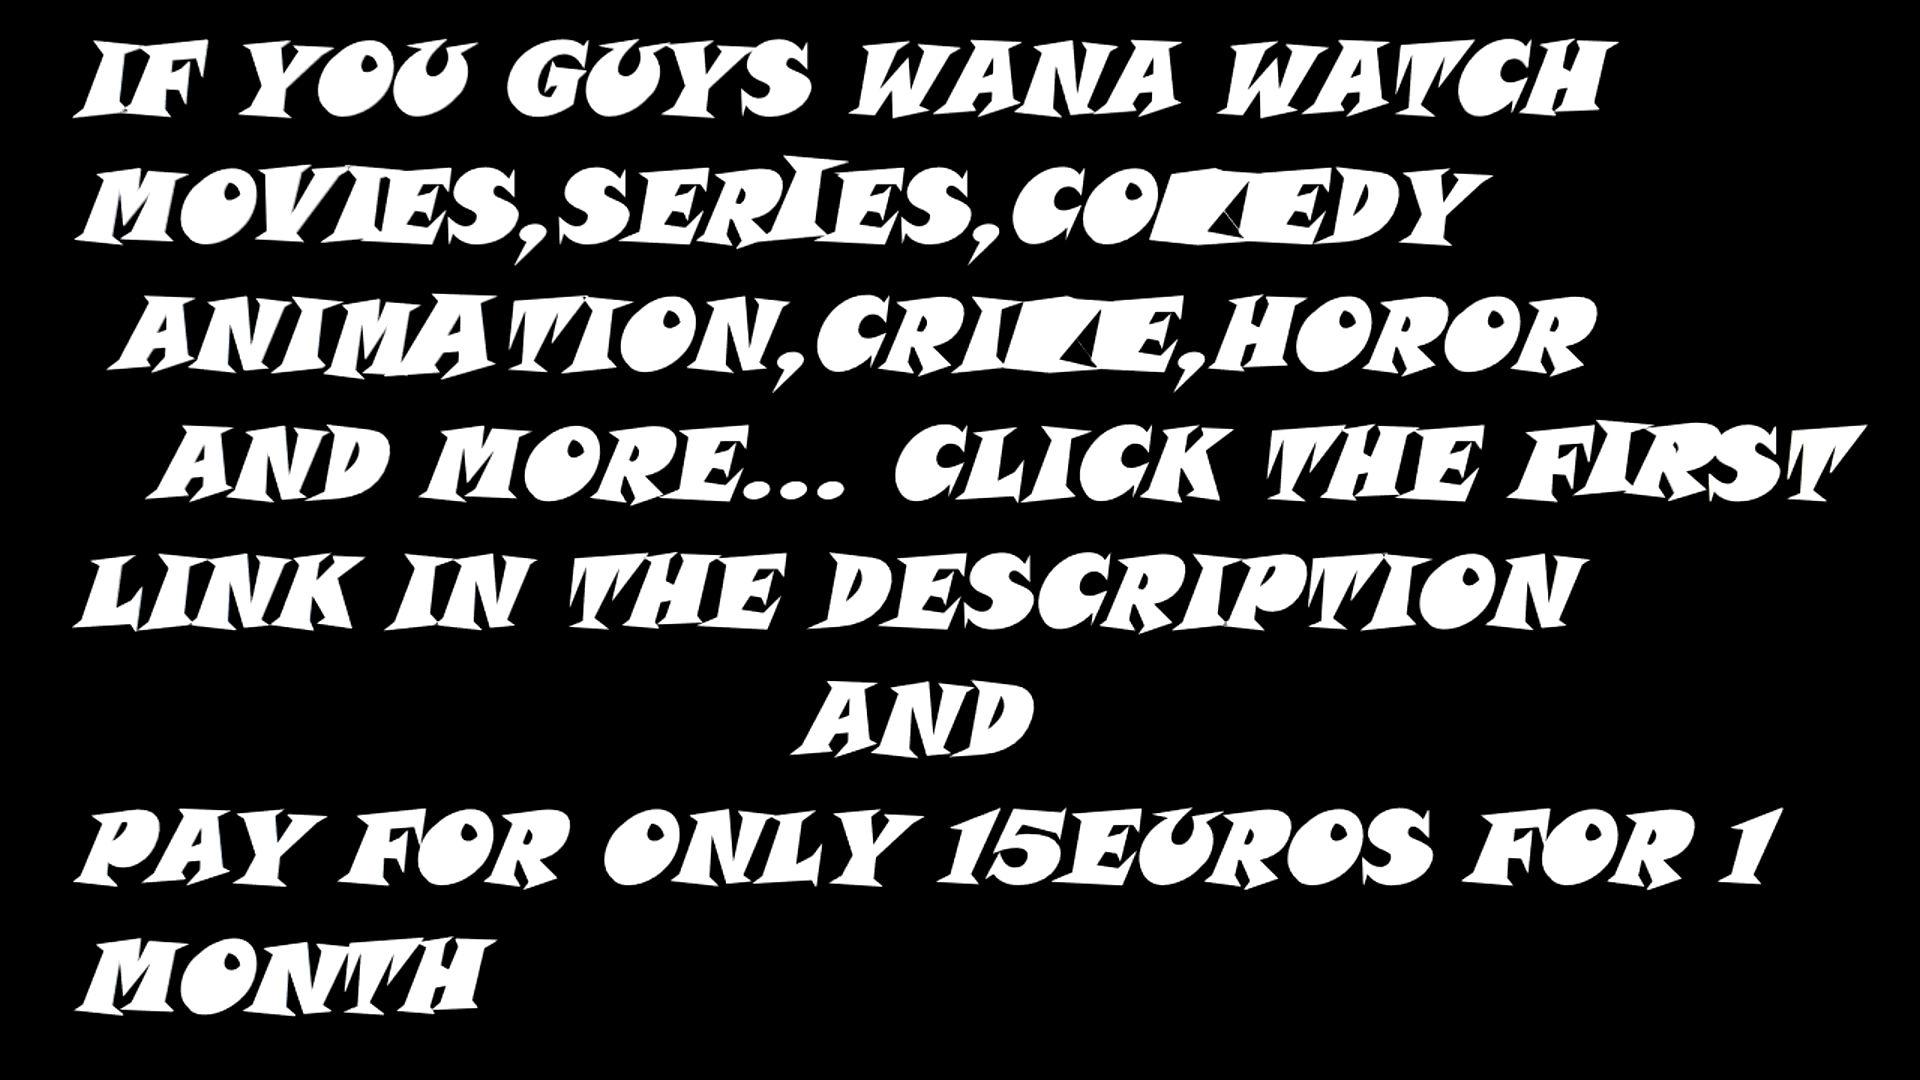 IF YOU GUYS WANA WATCH
MOVIES,SERIES,COMEDY
ANIMATION,CRIME,HOROR
AND MORE... CLICK THE FIRST
LINK IN THE DESCRIPTION
AND
PAY FOR ONLY 15EUROS FOR 1
MONTH